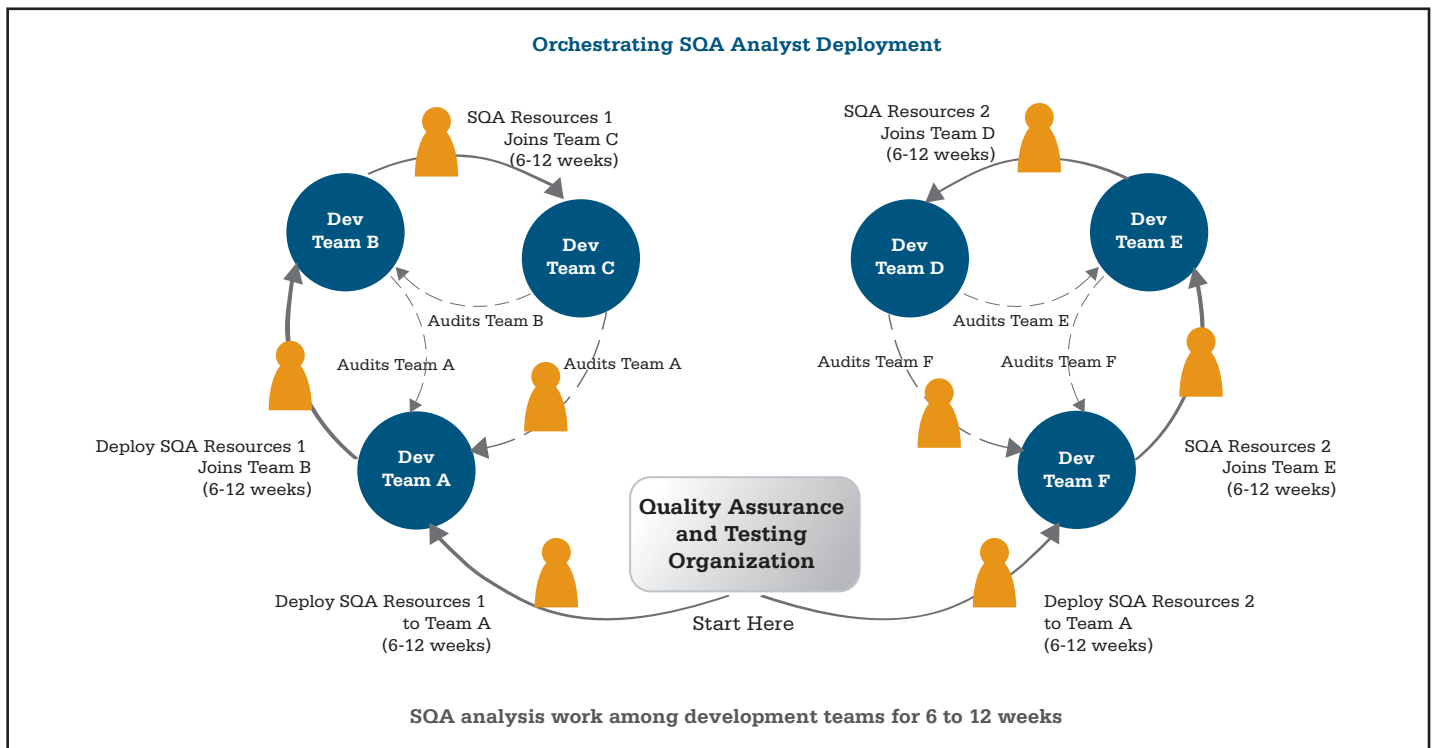 Orchestrating SQA Analyst Deployment
SQA Resources 1
Joins Team C
(6-12 weeks)
SQA Resources 2
Joins Team D
(6-12 weeks)
Dev
Team B
Dev
Team C
Dev
Team D
Dev
Team E
Audits Team B
Audits Team A
Audits Team A
Audits Team E
Audits Team F
Audits Team F
Deploy SQA Resources 1
Joins Team B
(6-12 weeks)
Dev
Team A
Dev
Team F
SQA Resources 2
Joins Team E
(6-12 weeks)
Quality Assurance
and Testing
Organization
Deploy SQA Resources 1
to Team A
(6-12 weeks)
Start Here
Deploy SQA Resources 2
to Team A
(6-12 weeks)
SQA analysis work among development teams for 6 to 12 weeks